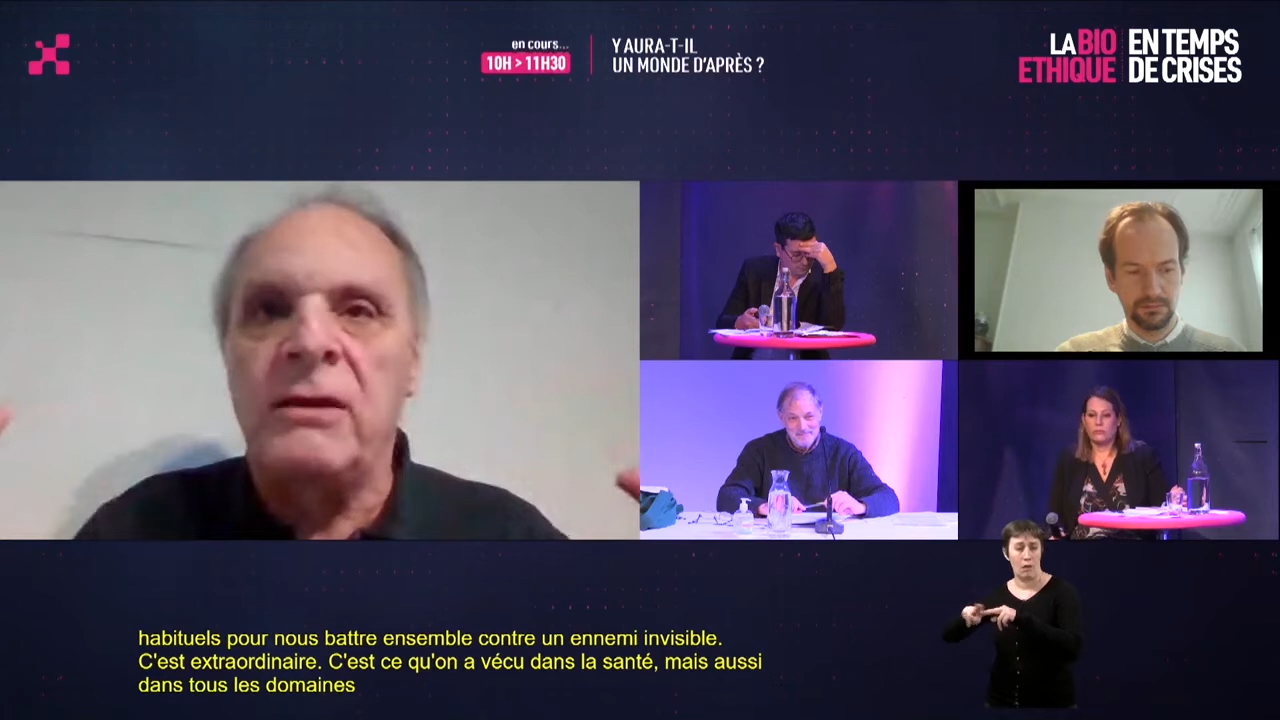 en cours...
10H > 11H30
Y AURA-T-IL
UN MONDE D'APRÈS ?
LA BIO
ETHIQUE
EN TEMPS
DE CRISES
habituels pour nous battre ensemble contre un ennemi invisible.
C'est extraordinaire. C'est ce qu'on a vécu dans la santé, mais aussi
dans tous les domaines